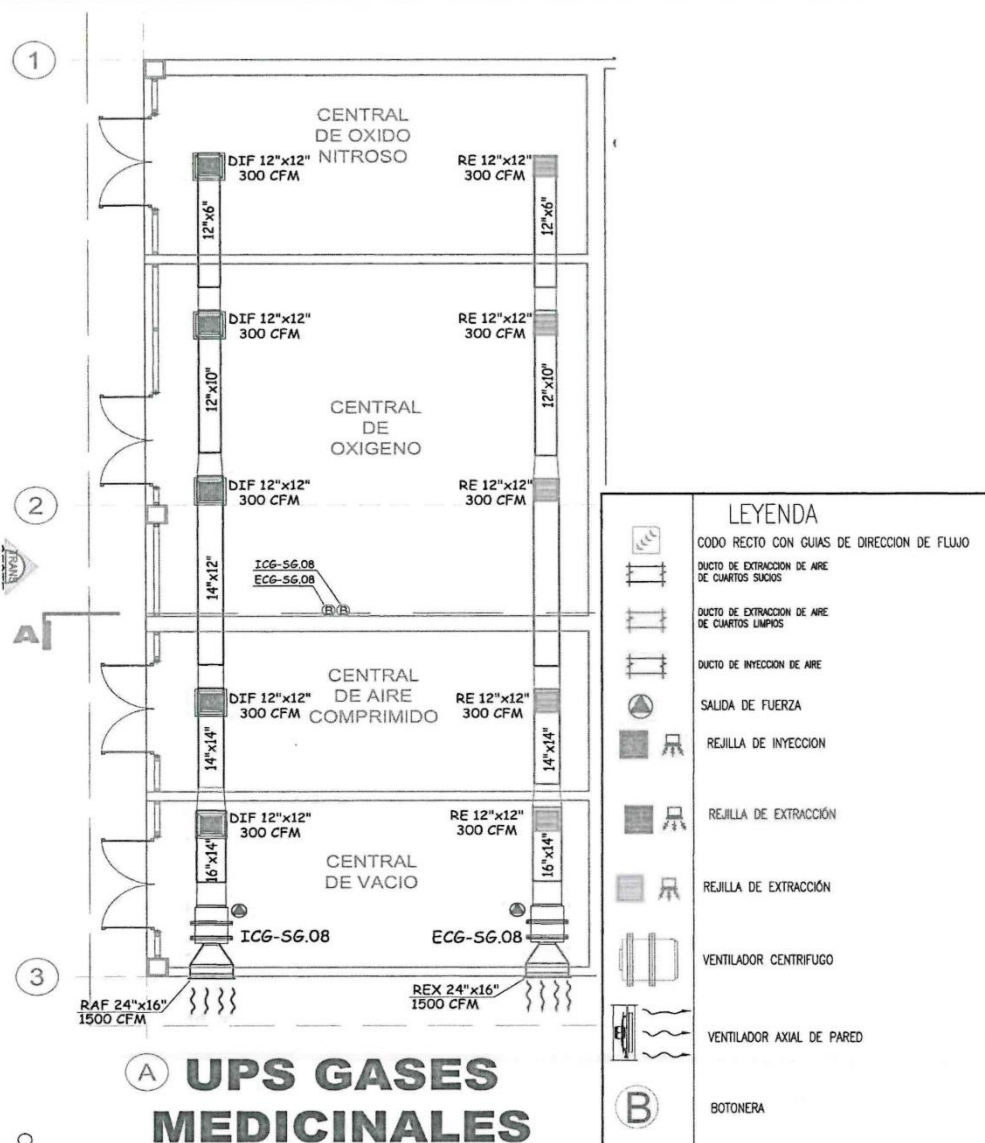 1
CENTRAL
DE OXIDO
NITROSO
DIF 12"x12"
300 CFM
RE 12"x12"
300 CFM
12"x6"
12"x6"
DIF 12"x12"
300 CFM
RE 12"x12"
300 CFM
12"x10"
12"x10"
CENTRAL
DE
OXIGENO
2
DIF 12"x12"
300 CFM
RE 12"x12"
300 CFM
14"x12"
ICG-SG.08
ECG-SG.08
B B
TRANS
A
CENTRAL
DE AIRE
COMPRIMIDO
DIF 12"x12"
300 CFM
RE 12"x12"
300 CFM
14"x14"
14"x14"
DIF 12"x12"
300 CFM
RE 12"x12"
300 CFM
16"x14"
16"x14"
CENTRAL
DE VACIO
ICG-SG.08
ECG-SG.08
3
RAF 24"x16"
1500 CFM
REX 24"x16"
1500 CFM
A UPS GASES
MEDICINALES
LEYENDA
CODO RECTO CON GUIAS DE DIRECCION DE FLUJO
DUCTO DE EXTRACCION DE AIRE
DE CUARTOS SUCIOS
DUCTO DE EXTRACCION DE AIRE
DE CUARTOS LIMPIOS
DUCTO DE INYECCION DE AIRE
SALIDA DE FUERZA
REJILLA DE INYECCION
REJILLA DE EXTRACCIÓN
REJILLA DE EXTRACCIÓN
VENTILADOR CENTRIFUGO
VENTILADOR AXIAL DE PARED
B BOTONERA